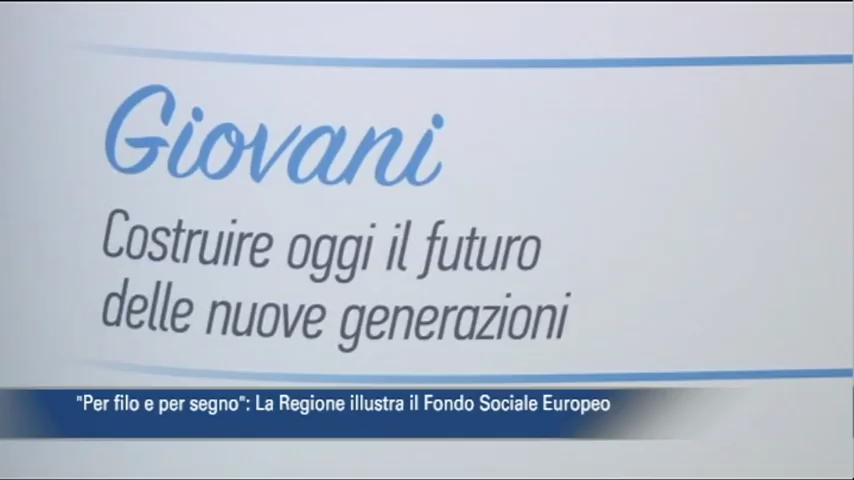 Giovani
Costruire oggi il futuro
delle nuove generazioni
"Per filo e per segno": La Regione illustra il Fondo Sociale Europeo